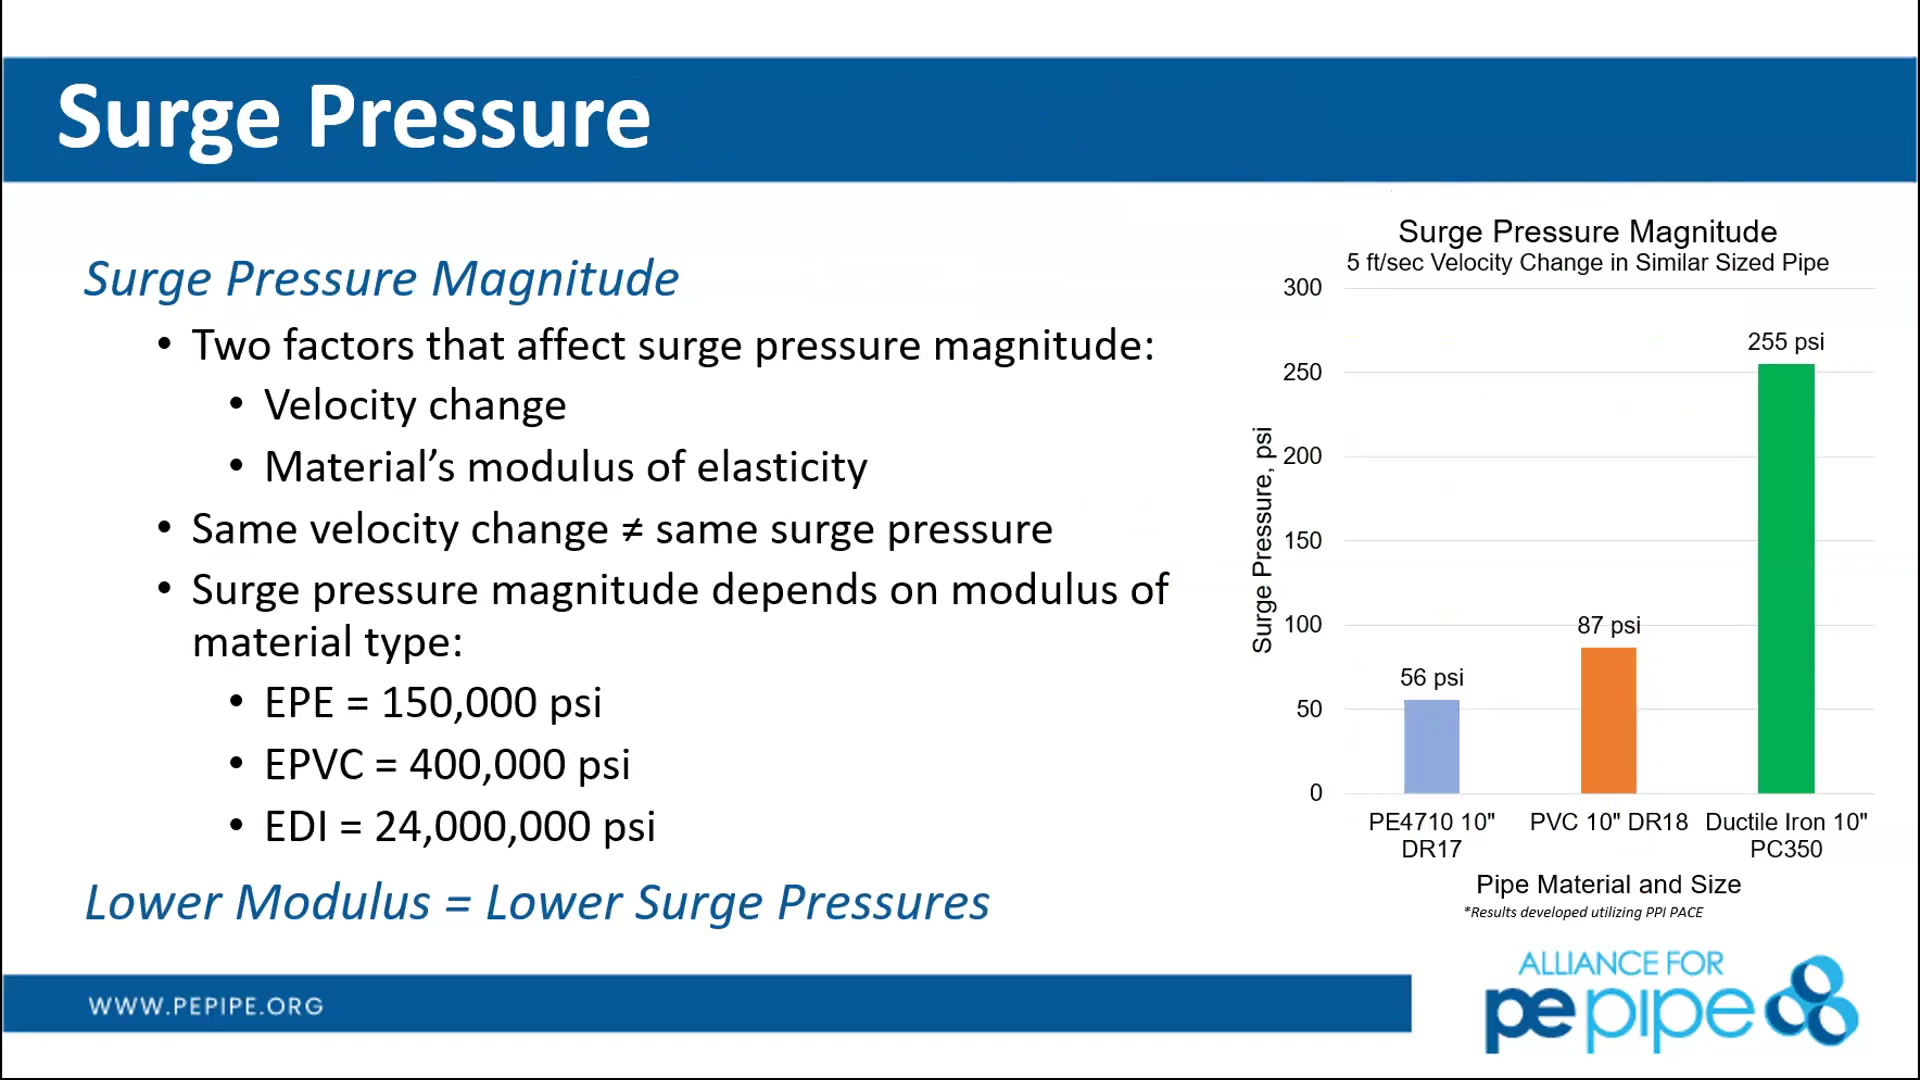 Surge Pressure
Surge Pressure Magnitude
• Two factors that affect surge pressure magnitude:
• Velocity change
• Material’s modulus of elasticity
• Same velocity change ≠ same surge pressure
• Surge pressure magnitude depends on modulus of
material type:
• EPE = 150,000 psi
• EPVC = 400,000 psi
• EDI = 24,000,000 psi
Lower Modulus = Lower Surge Pressures
Surge Pressure Magnitude
5 ft/sec Velocity Change in Similar Sized Pipe
Surge Pressure, psi
300
250
200
150
100
50
0
56 psi
87 psi
255 psi
PE4710 10"
DR17
PVC 10" DR18
Ductile Iron 10"
PC350
Pipe Material and Size
*Results developed utilizing PPI PACE
WWW.PEPIPE.ORG
ALLIANCE FOR
pepipe